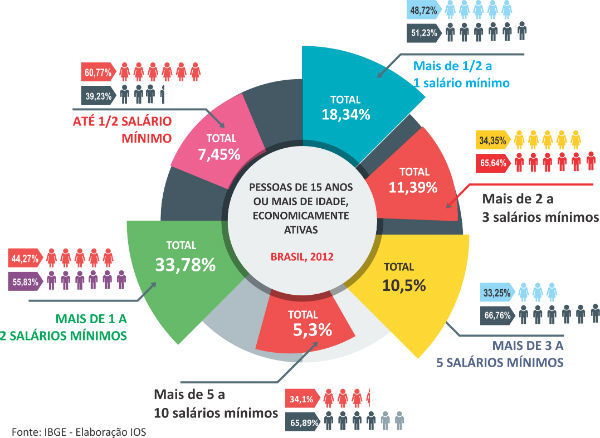 48,72%
51,23%
Mais de 1/2 a
1 salário mínimo
60,77%
39,23%
ATÉ 1/2 SALÁRIO
MÍNIMO
TOTAL
18,34%
TOTAL
7,45%
34,35%
65,64%
TOTAL
11,39%
Mais de 2 a
3 salários mínimos
PESSOAS DE 15 ANOS
OU MAIS DE IDADE,
ECONOMICAMENTE
ATIVAS
BRASIL, 2012
44,27%
55,83%
TOTAL
33,78%
MAIS DE 1 A
2 SALÁRIOS MÍNIMOS
TOTAL
10,5%
33,25%
66,76%
MAIS DE 3 A
5 SALÁRIOS MÍNIMOS
TOTAL
5,3%
Mais de 5 a
10 salários mínimos
34,1%
65,89%
Fonte: IBGE - Elaboração IOS